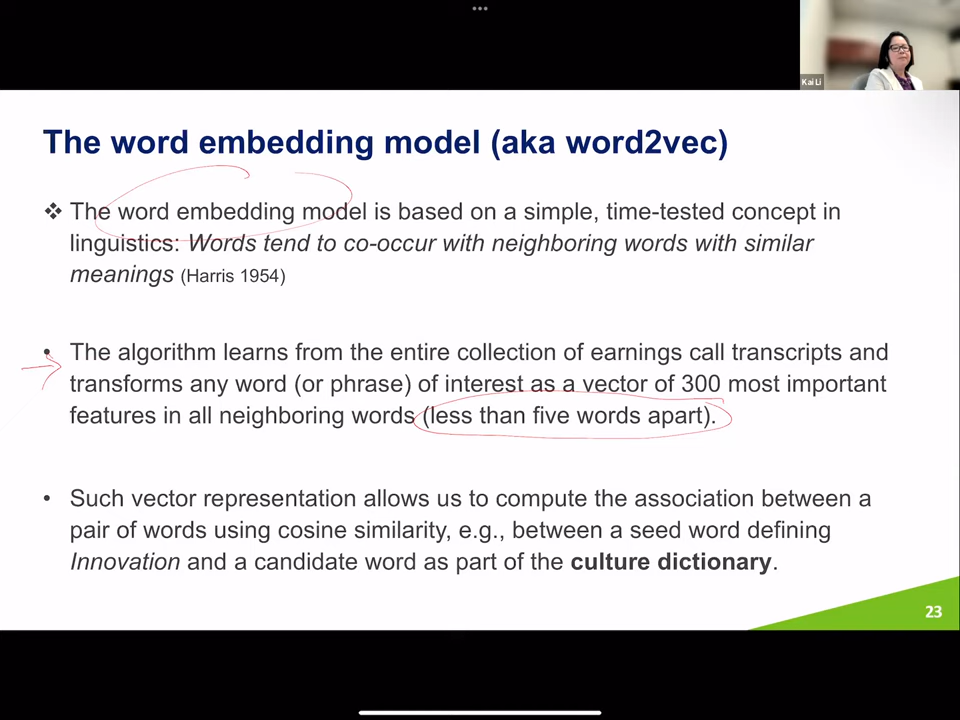 Kai Li
The word embedding model (aka word2vec)
❖ The word embedding model is based on a simple, time-tested concept in
linguistics: Words tend to co-occur with neighboring words with similar
meanings (Harris 1954)
• The algorithm learns from the entire collection of earnings call transcripts and
transforms any word (or phrase) of interest as a vector of 300 most important
features in all neighboring words (less than five words apart).
• Such vector representation allows us to compute the association between a
pair of words using cosine similarity, e.g., between a seed word defining
Innovation and a candidate word as part of the culture dictionary.
23